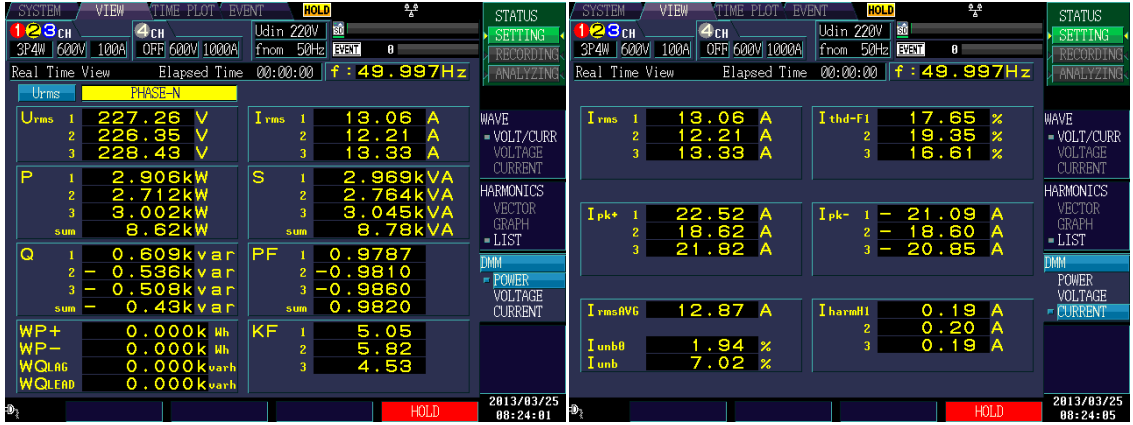 SYSTEM VIEW TIME PLOT EVENT HOLD
1 2 3 CH 4 CH Udin 220V SD
3P4W 600V 100A OFF 600V 1000A fnom 50Hz EVENT 0
Real Time View Elapsed Time 00:00:00 f:49.997Hz
Urms PHASE-N
Urms 1 227.26 V Irms 1 13.06 A
2 226.35 V 2 12.21 A
3 228.43 V 3 13.33 A
P 1 2.906kW S 1 2.969kVA
2 2.712kW 2 2.764kVA
3 3.002kW 3 3.045kVA
sum 8.62kW sum 8.78kVA
Q 1 0.609kvar PF 1 0.9787
2 - 0.536kvar 2 -0.9810
3 - 0.508kvar 3 -0.9860
sum - 0.43kvar sum 0.9820
WP+ 0.000k Wh KF 1 5.05
WP- 0.000k Wh 2 5.82
WQLAG 0.000k varh 3 4.53
WQLEAD 0.000k varh
HOLD
STATUS
SETTING
RECORDING
ANALYZING
WAVE
VOLT/CURR
VOLTAGE
CURRENT
HARMONICS
VECTOR
GRAPH
LIST
DMM
POWER
VOLTAGE
CURRENT
2013/03/25
08:24:01
SYSTEM VIEW TIME PLOT EVENT HOLD
1 2 3 CH 4 CH Udin 220V SD
3P4W 600V 100A OFF 600V 1000A fnom 50Hz EVENT 0
Real Time View Elapsed Time 00:00:00 f:49.997Hz
Irms 1 13.06 A Ithd-F1 17.65 %
2 12.21 A 2 19.35 %
3 13.33 A 3 16.61 %
Ipk+ 1 22.52 A Ipk- 1 - 21.09 A
2 18.62 A 2 - 18.60 A
3 21.82 A 3 - 20.85 A
IrmsAVG 12.87 A IharmH1 0.19 A
2 0.20 A
Iunb0 1.94 % 3 0.19 A
Iunb 7.02 %
HOLD
STATUS
SETTING
RECORDING
ANALYZING
WAVE
VOLT/CURR
VOLTAGE
CURRENT
HARMONICS
VECTOR
GRAPH
LIST
DMM
POWER
VOLTAGE
CURRENT
2013/03/25
08:24:05